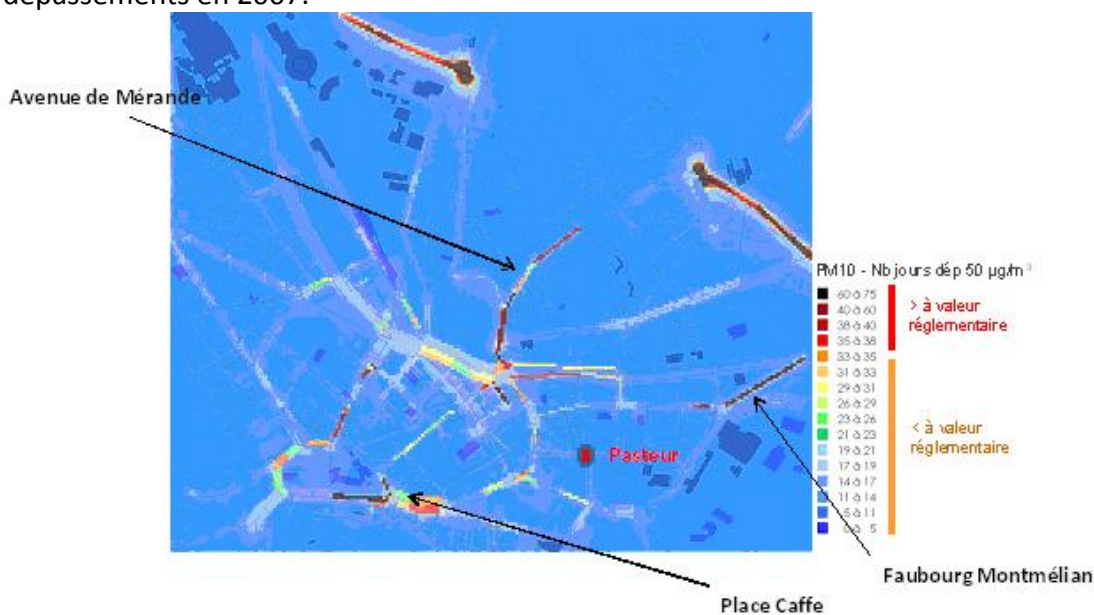 dépassements en 2007.
Avenue de Mérande
PM10 - Nb jours dép 50 µg/m³
60 à 75
40 à 60
38 à 40
35 à 38
33 à 35
31 à 33
29 à 31
26 à 29
23 à 26
21 à 23
19 à 21
17 à 19
14 à 17
11 à 14
5 à 11
0 à 5
> à valeur
réglementaire
< à valeur
réglementaire
Pasteur
Faubourg Montmélian
Place Caffe